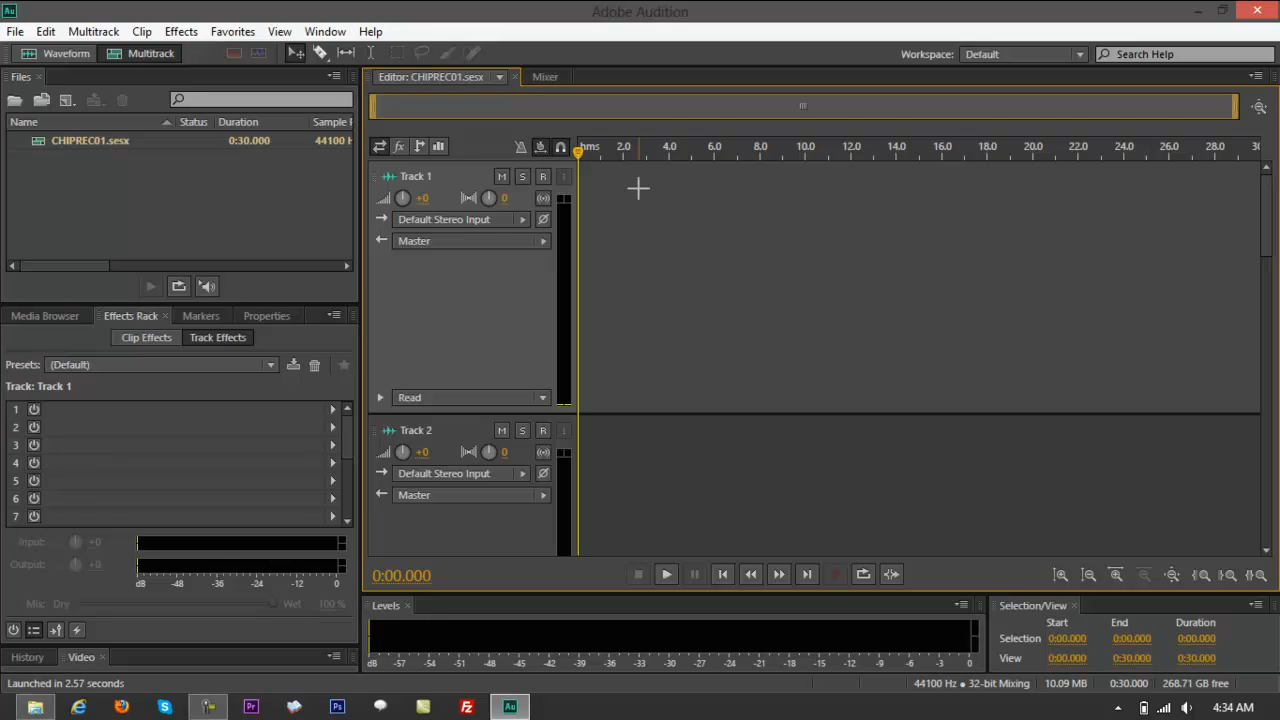 Au
Adobe Audition
File Edit Multitrack Clip Effects Favorites View Window Help
Waveform Multitrack
Workspace: Default
Search Help
Files
Editor: CHIPREC01.sesx Mixer
Name Status Duration Sample F
CHIPREC01.sesx 0:30.000 44100 H
fx
hms 2.0 4.0 6.0 8.0 10.0 12.0 14.0 16.0 18.0 20.0 22.0 24.0 26.0 28.0 30
Track 1 M S R I
+0 0
Default Stereo Input
Master
Read
Track 2 M S R I
+0 0
Default Stereo Input
Master
0:00.000
Media Browser Effects Rack Markers Properties
Clip Effects Track Effects
Presets: (Default)
Track: Track 1
1
2
3
4
5
6
7
Input: +0
Output: +0
dB -48 -36 -24 -12 0
Mix: Dry Wet 100 %
History Video
Levels
dB -57 -54 -51 -48 -45 -42 -39 -36 -33 -30 -27 -24 -21 -18 -15 -12 -9 -6 -3 0
Selection/View
Start End Duration
Selection 0:00.000 0:00.000 0:00.000
View 0:00.000 0:30.000 0:30.000
Launched in 2.57 seconds
44100 Hz ● 32-bit Mixing 10.09 MB 0:30.000 268.71 GB free
Pr Ps Fz Au
4:34 AM